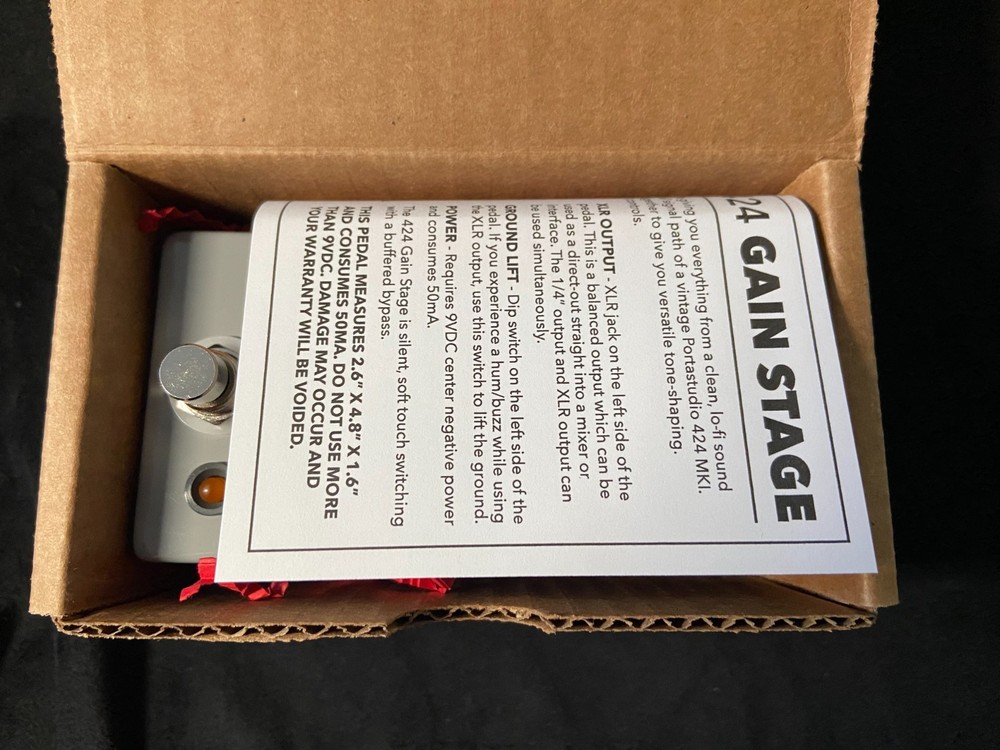 24 GAIN STAGE
you everything from a clean, lo-fi sound
signal path of a vintage Portastudio 424 MKI.
to give you versatile tone-shaping.
XLR OUTPUT - XLR jack on the left side of the
pedal. This is a balanced output which can be
used as a direct-out straight into a mixer or
interface. The 1/4" output and XLR output can
be used simultaneously.
GROUND LIFT - Dip switch on the left side of the
pedal. If you experience a hum/buzz while using
the XLR output, use this switch to lift the ground.
POWER - Requires 9VDC center negative power
and consumes 50mA.
The 424 Gain Stage is silent, soft touch switching
with a buffered bypass.
THIS PEDAL MEASURES 2.6" X 4.8" X 1.6"
AND CONSUMES 50MA. DO NOT USE MORE
THAN 9VDC. DAMAGE MAY OCCUR AND
YOUR WARRANTY WILL BE VOIDED.